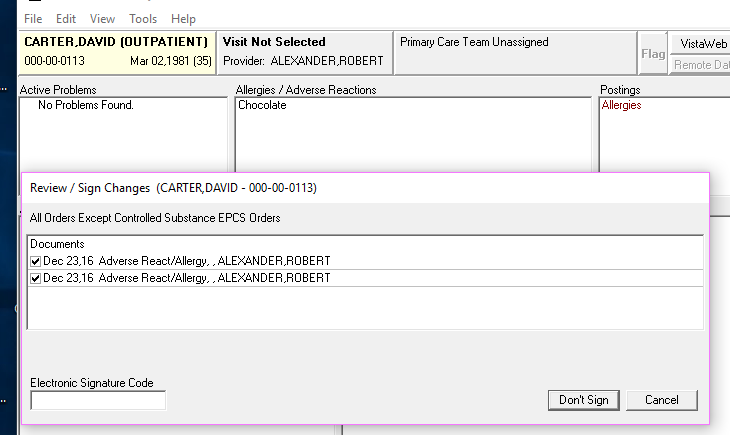 File Edit View Tools Help
CARTER,DAVID (OUTPATIENT)
000-00-0113 Mar 02,1981 (35)
Visit Not Selected
Provider: ALEXANDER,ROBERT
Primary Care Team Unassigned
Flag
VistaWeb
Remote Dat
Active Problems
No Problems Found.
Allergies / Adverse Reactions
Chocolate
Postings
Allergies
Review / Sign Changes (CARTER,DAVID - 000-00-0113)
All Orders Except Controlled Substance EPCS Orders
Documents
Dec 23,16 Adverse React/Allergy, , ALEXANDER,ROBERT
Dec 23,16 Adverse React/Allergy, , ALEXANDER,ROBERT
Electronic Signature Code
Don't Sign
Cancel